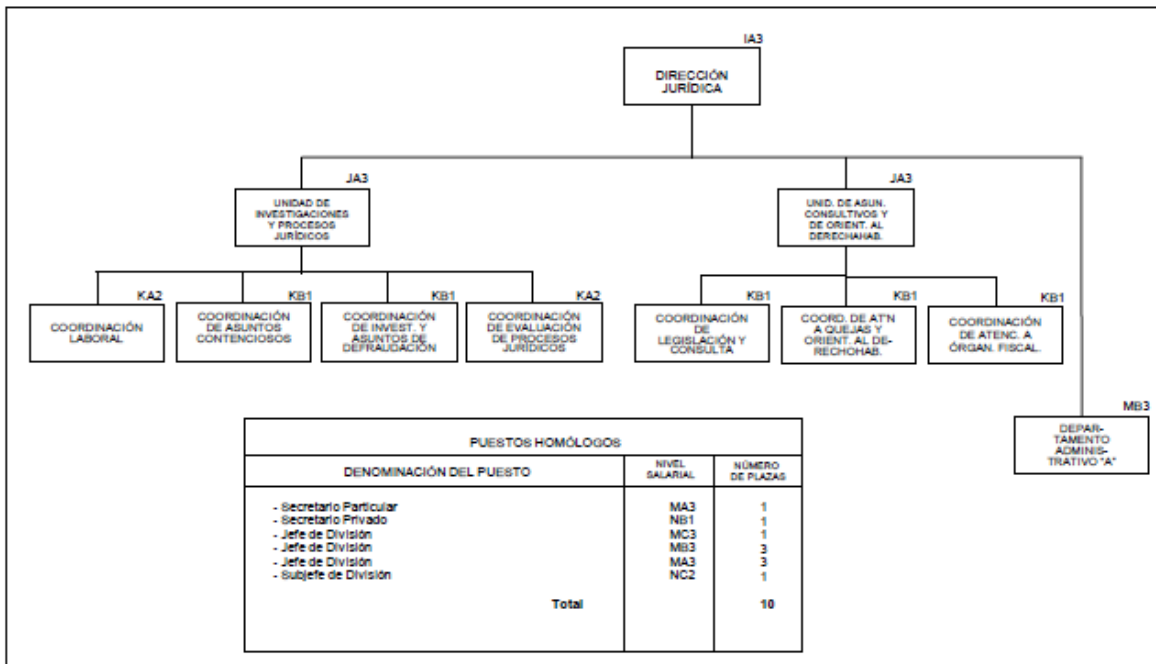 IA3
DIRECCIÓN
JURÍDICA
JA3
UNIDAD DE
INVESTIGACIONES
Y PROCESOS
JURÍDICOS
JA3
UNID. DE ASUN.
CONSULTIVOS Y
DE ORIENT. AL
DERECHAHAB.
KA2
COORDINACIÓN
LABORAL
KB1
COORDINACIÓN
DE ASUNTOS
CONTENCIOSOS
KB1
COORDINACIÓN
DE INVEST. Y
ASUNTOS DE
DEFRAUDACIÓN
KA2
COORDINACIÓN
DE EVALUACIÓN
DE PROCESOS
JURÍDICOS
KB1
COORDINACIÓN
DE
LEGISLACIÓN Y
CONSULTA
KB1
COORD. DE AT'N
A QUEJAS Y
ORIENT. AL DE-
RECHOHAB.
KB1
COORDINACIÓN
DE ATENC. A
ÓRGAN. FISCAL.
MB3
DEPAR-
TAMENTO
ADMINIS-
TRATIVO "A"
PUESTOS HOMÓLOGOS
DENOMINACIÓN DEL PUESTO
NIVEL
SALARIAL
NÚMERO
DE PLAZAS
- Secretario Particular MA3 1
- Secretario Privado NB1 1
- Jefe de División MC3 1
- Jefe de División MB3 3
- Jefe de División MA3 3
- Subjefe de División NC2 1
Total 10